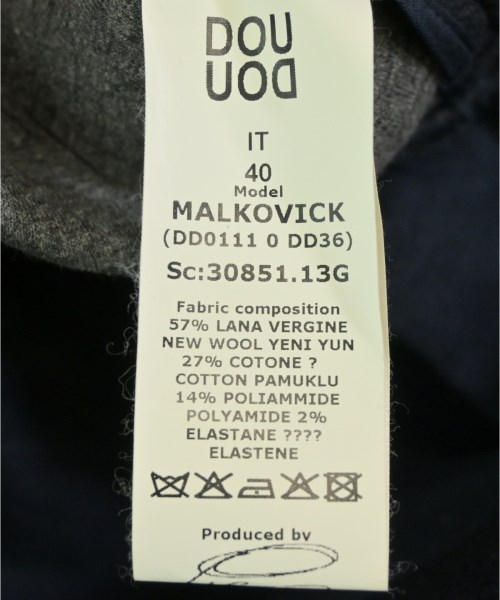 DOU
UOD
IT
40
Model
MALKOVICK
(DD0111 0 DD36)
Sc:30851.13G
Fabric composition
57% LANA VERGINE
NEW WOOL YENI YUN
27% COTONE ?
COTTON PAMUKLU
14% POLIAMMIDE
POLYAMIDE 2%
ELASTANE ????
ELASTENE
Produced by